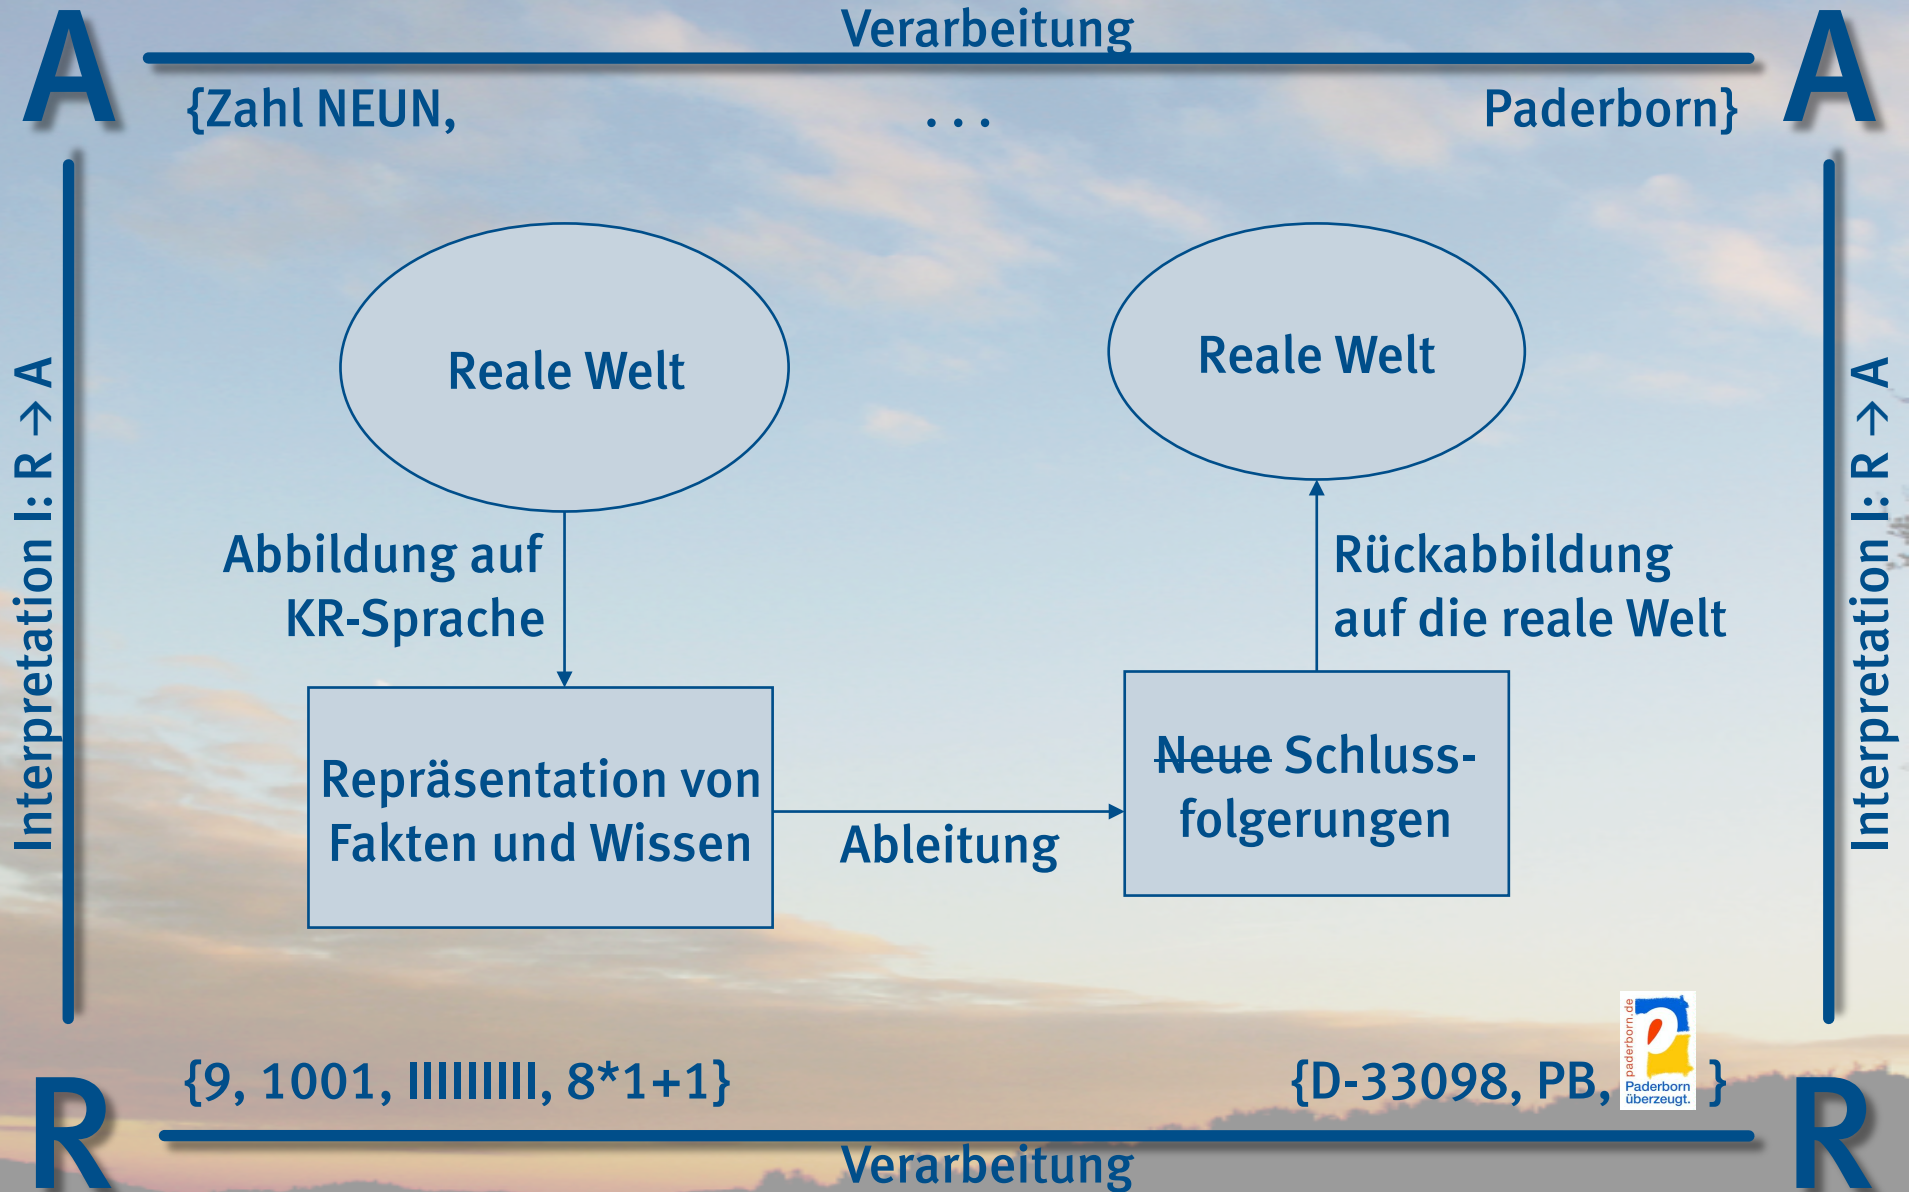 A
Verarbeitung
A
{Zahl NEUN,
. . .
Paderborn}
Interpretation I: R → A
Reale Welt
Reale Welt
Interpretation I: R → A
Abbildung auf
KR-Sprache
Rückabbildung
auf die reale Welt
Repräsentation von
Fakten und Wissen
Ableitung
Neue Schluss-
folgerungen
{9, 1001, IIIIIIIII, 8*1+1}
{D-33098, PB, }
paderborn.de
Paderborn
überzeugt.
R
Verarbeitung
R